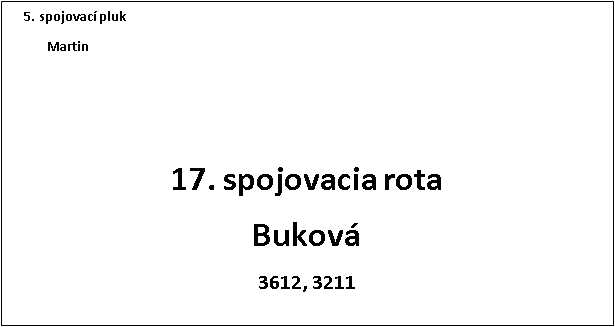 5. spojovací pluk
Martin
17. spojovacia rota
Buková
3612, 3211